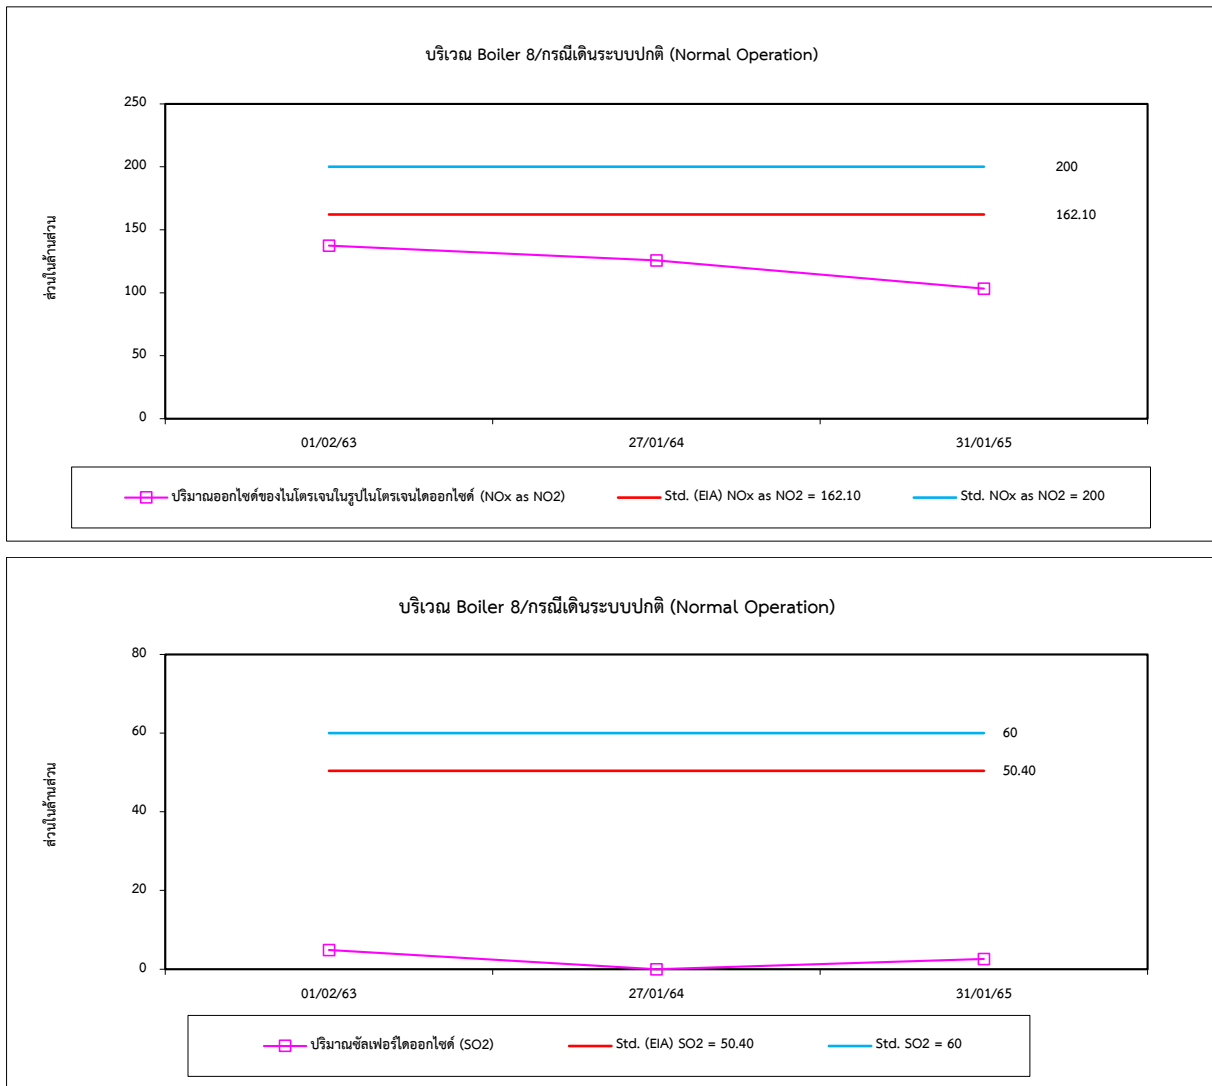 บริเวณ Boiler 8/กรณีเดินระบบปกติ (Normal Operation)
250
200
150
100
50
0
ส่วนในล้านส่วน
200
162.10
01/02/63 27/01/64 31/01/65
ปริมาณออกไซด์ของไนโตรเจนในรูปไนโตรเจนไดออกไซด์ (NOx as NO2) Std. (EIA) NOx as NO2 = 162.10 Std. NOx as NO2 = 200
บริเวณ Boiler 8/กรณีเดินระบบปกติ (Normal Operation)
80
60
40
20
0
ส่วนในล้านส่วน
60
50.40
01/02/63 27/01/64 31/01/65
ปริมาณซัลเฟอร์ไดออกไซด์ (SO2) Std. (EIA) SO2 = 50.40 Std. SO2 = 60